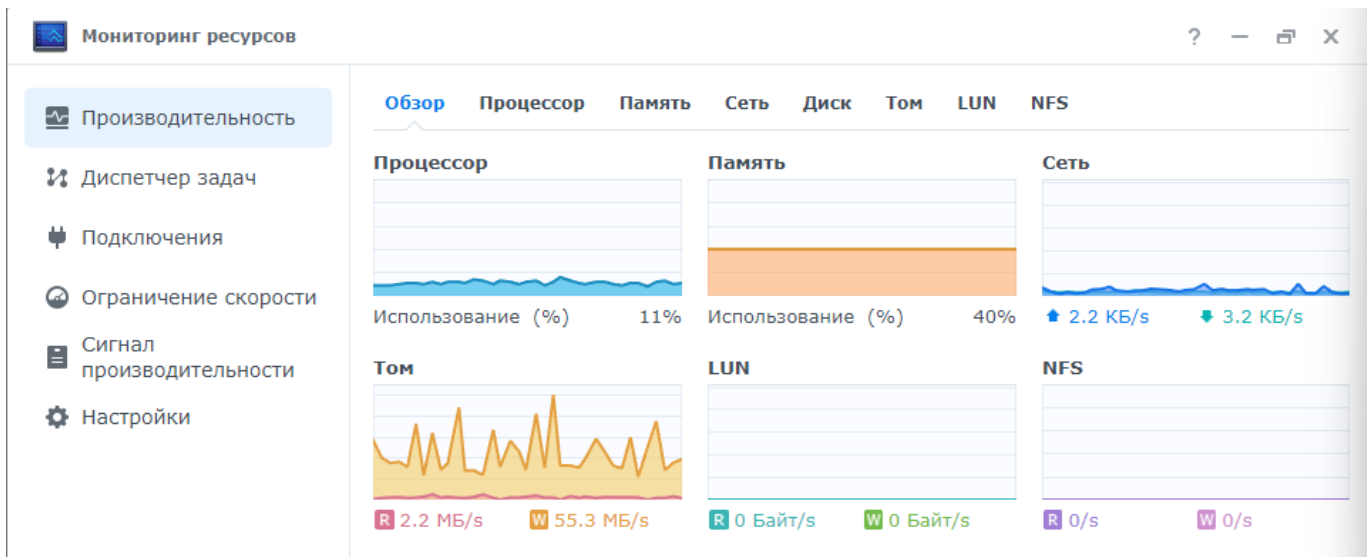 Мониторинг ресурсов
?
Производительность
Диспетчер задач
Подключения
Ограничение скорости
Сигнал
производительности
Настройки
Обзор Процессор Память Сеть Диск Том LUN NFS
Процессор
Использование (%) 11%
Память
Использование (%) 40%
Сеть
2.2 КБ/s 3.2 КБ/s
Том
R 2.2 МБ/s W 55.3 МБ/s
LUN
R 0 Байт/s W 0 Байт/s
NFS
R 0/s W 0/s